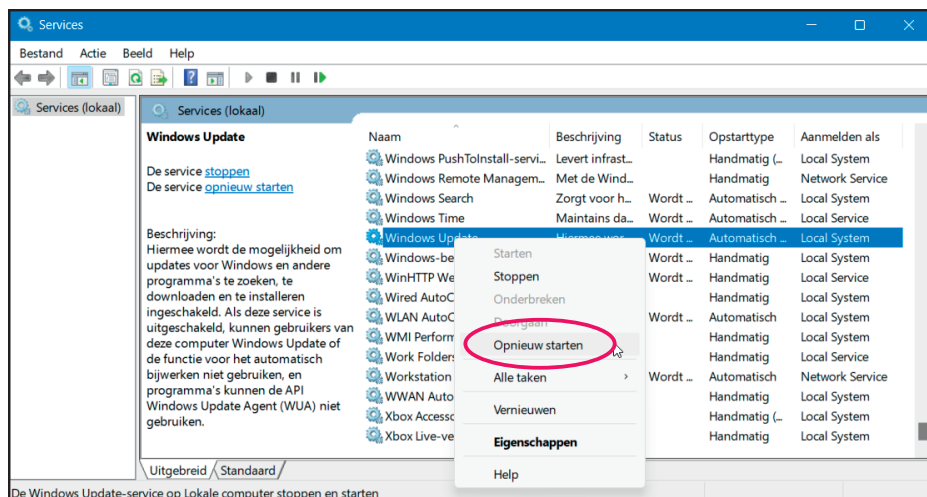 Services
Bestand Actie Beeld Help
Services (lokaal)
Services (lokaal)
Windows Update
De service stoppen
De service opnieuw starten
Beschrijving:
Hiermee wordt de mogelijkheid om
updates voor Windows en andere
programma's te zoeken, te
downloaden en te installeren
ingeschakeld. Als deze service is
uitgeschakeld, kunnen gebruikers van
deze computer Windows Update of
de functie voor het automatisch
bijwerken niet gebruiken, en
programma's kunnen de API
Windows Update Agent (WUA) niet
gebruiken.
Naam Beschrijving Status Opstarttype Aanmelden als
Windows PushToInstall-servi... Levert infrast... Handmatig (... Local System
Windows Remote Managem... Met de Wind... Handmatig Network Service
Windows Search Zorgt voor h... Wordt ... Automatisch ... Local System
Windows Time Maintains da... Wordt ... Automatisch ... Local Service
Windows Update Hiermee wor... Wordt ... Automatisch ... Local System
Windows-be Wordt ... Handmatig Local System
WinHTTP We Wordt ... Handmatig Local Service
Wired AutoC Handmatig Local System
WLAN AutoC Wordt ... Automatisch Local System
WMI Perform Handmatig Local System
Work Folders Handmatig Local Service
Workstation Wordt ... Automatisch Network Service
WWAN Auto Handmatig Local System
Xbox Accesso Handmatig (... Local System
Xbox Live-ve Handmatig Local System
Starten
Stoppen
Onderbreken
Doorgaan
Opnieuw starten
Alle taken
Vernieuwen
Eigenschappen
Help
Uitgebreid Standaard
De Windows Update-service op Lokale computer stoppen en starten